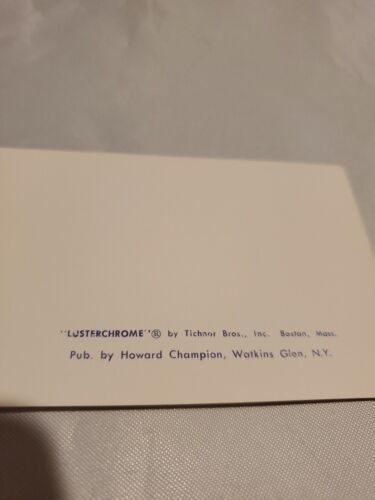 "LUSTERCHROME"® by Tichnor Bros., Inc. Boston, Mass.
Pub. by Howard Champion, Watkins Glen, N.Y.